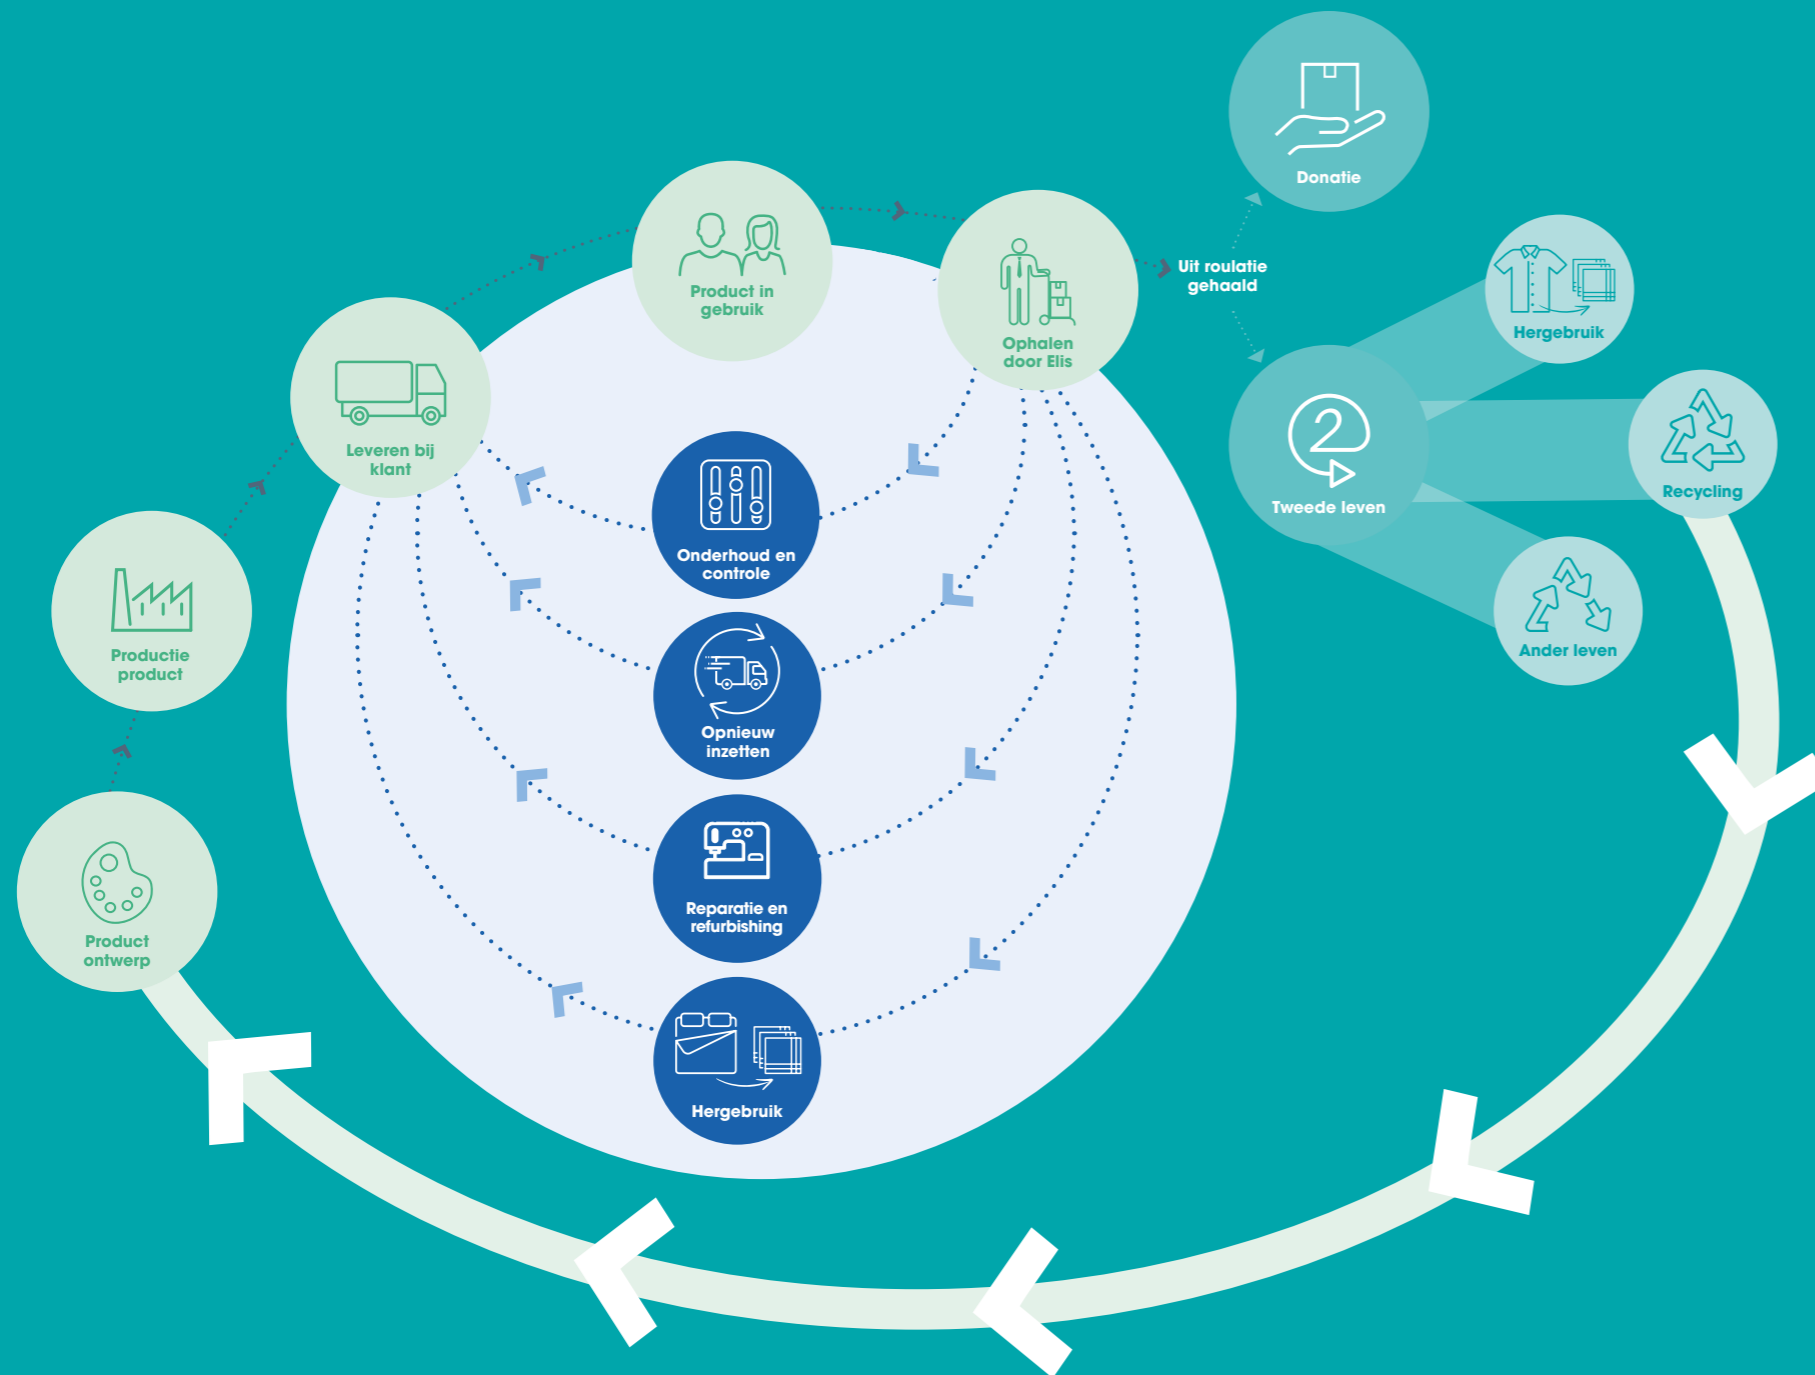 Donatie
Product in
gebruik
Uit roulatie
gehaald
Hergebruik
Ophalen
door Elis
Leveren bij
klant
2
Tweede leven
Recycling
Onderhoud en
controle
Ander leven
Productie
product
Opnieuw
inzetten
Reparatie en
refurbishing
Product
ontwerp
Hergebruik